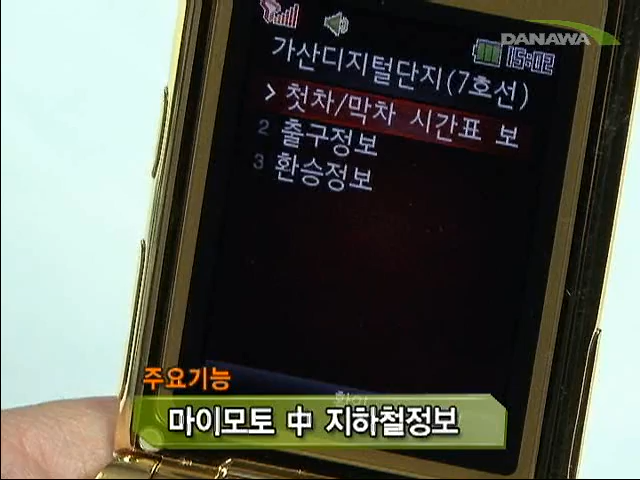 DANAWA
15:02
가산디지털단지(7호선)
> 첫차/막차 시간표 보
2 출구정보
3 환승정보
확인
주요기능
마이모토 中 지하철정보